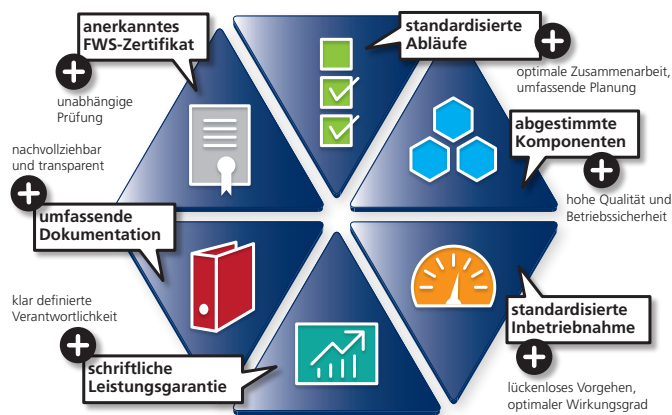 anerkanntes
FWS-Zertifikat
unabhängige
Prüfung
standardisierte
Abläufe
optimale Zusammenarbeit,
umfassende Planung
abgestimmte
Komponenten
hohe Qualität und
Betriebssicherheit
standardisierte
Inbetriebnahme
lückenloses Vorgehen,
optimaler Wirkungsgrad
schriftliche
Leistungsgarantie
klar definierte
Verantwortlichkeit
umfassende
Dokumentation
nachvollziehbar
und transparent